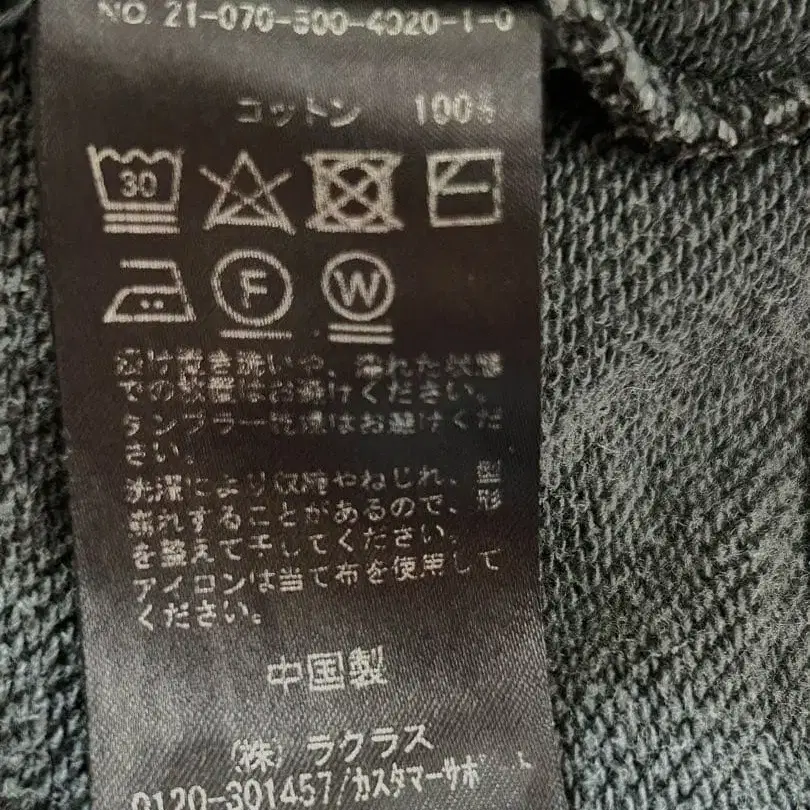 NO. 21-070-500-4020-1-0
コットン 100%
30
F W
つけ置き洗いや、濡れた状態
での放置はお避けください。
タンブラー乾燥はお避けくだ
さい。
洗濯により収縮やねじれ、型
崩れすることがあるので、形
を整えて干してください。
アイロンは当て布を使用して
ください。
中国製
(株) ラクラス
0120-301457/カスタマーサポ